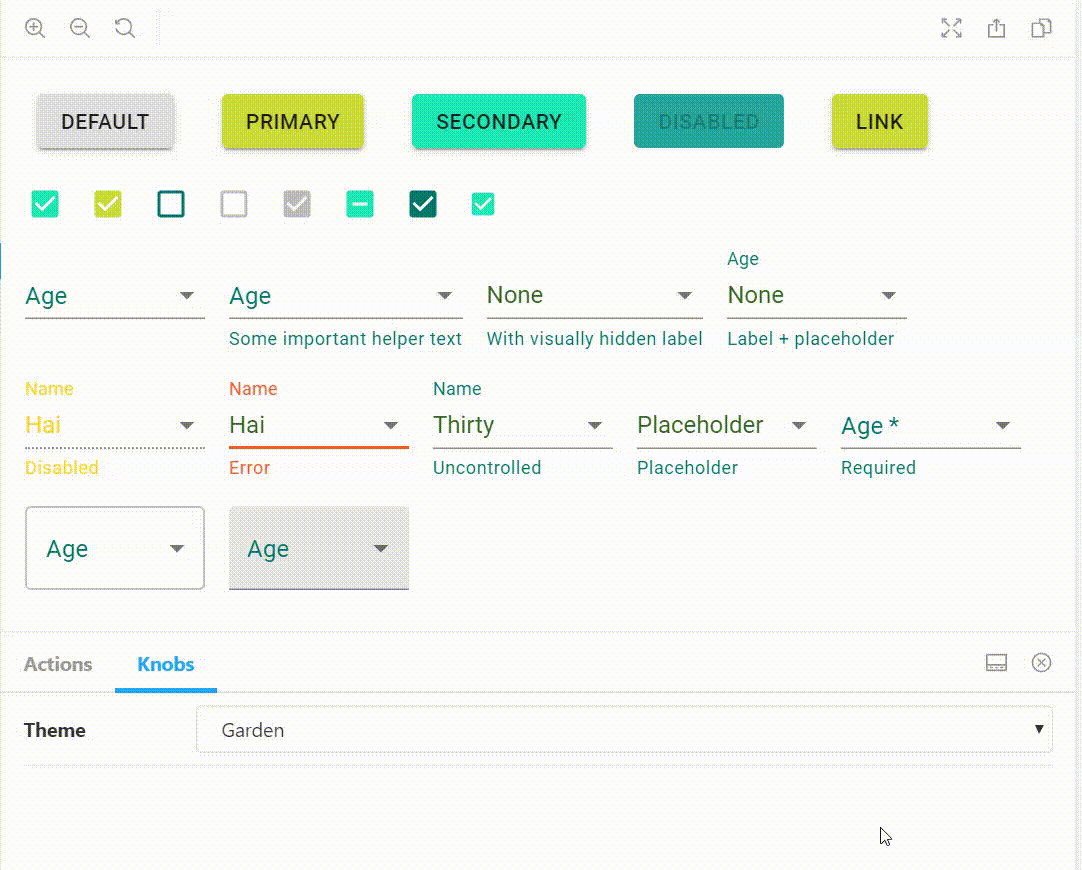 DEFAULT PRIMARY SECONDARY DISABLED LINK
Age
Age Age None None
Some important helper text With visually hidden label Label + placeholder
Name Name Name
Hai Hai Thirty Placeholder Age *
Disabled Error Uncontrolled Placeholder Required
Age Age
Actions Knobs
Theme Garden